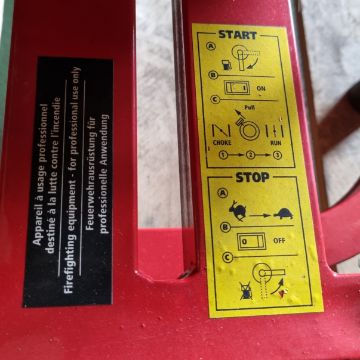 Appareil à usage professionnel
destiné à la lutte contre l'incendie
Firefighting equipment - for professional use only
Feuerwehrausrüstung für
professionelle Anwendung
START
A
B
I ON
C
Pull
CHOKE RUN
1 2 3
STOP
A
B
0 OFF
C